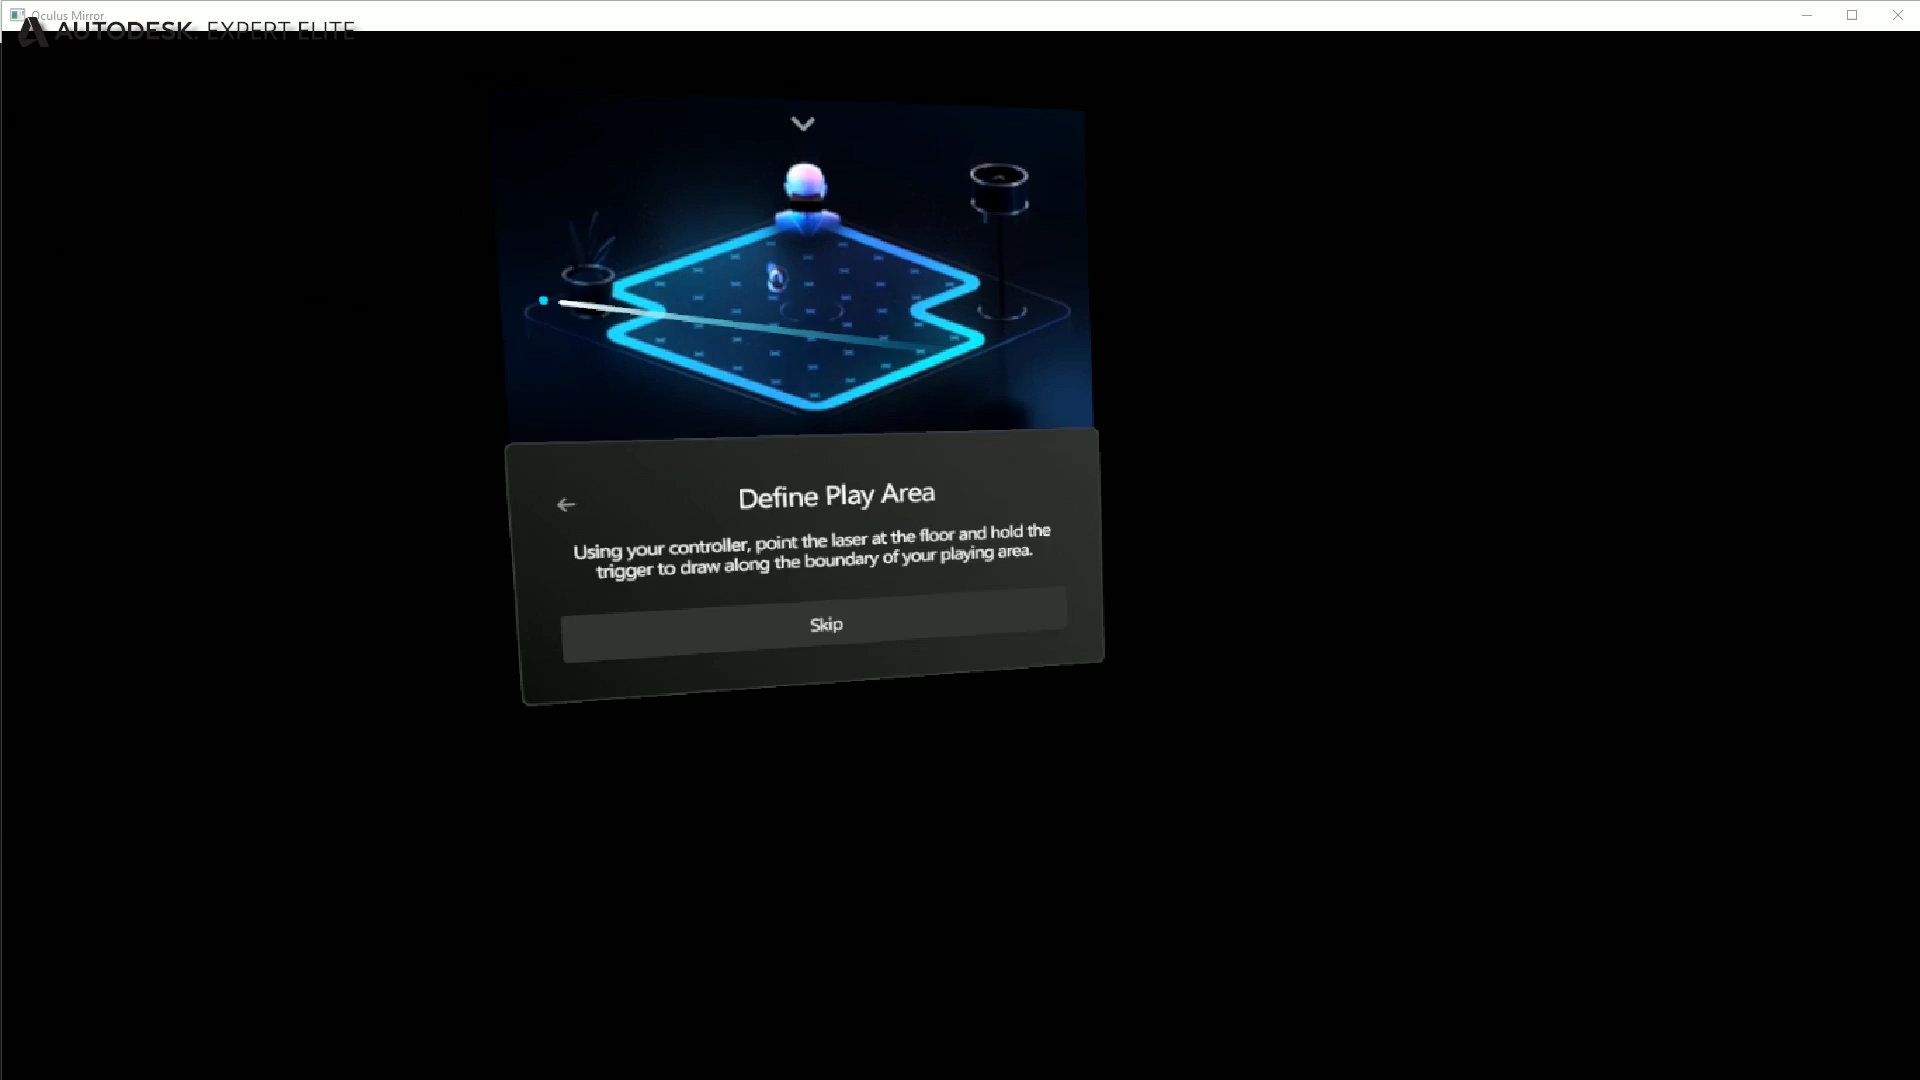 Oculus Mirror
AUTODESK. EXPERT ELITE
Define Play Area
Using your controller, point the laser at the floor and hold the
trigger to draw along the boundary of your playing area.
Skip